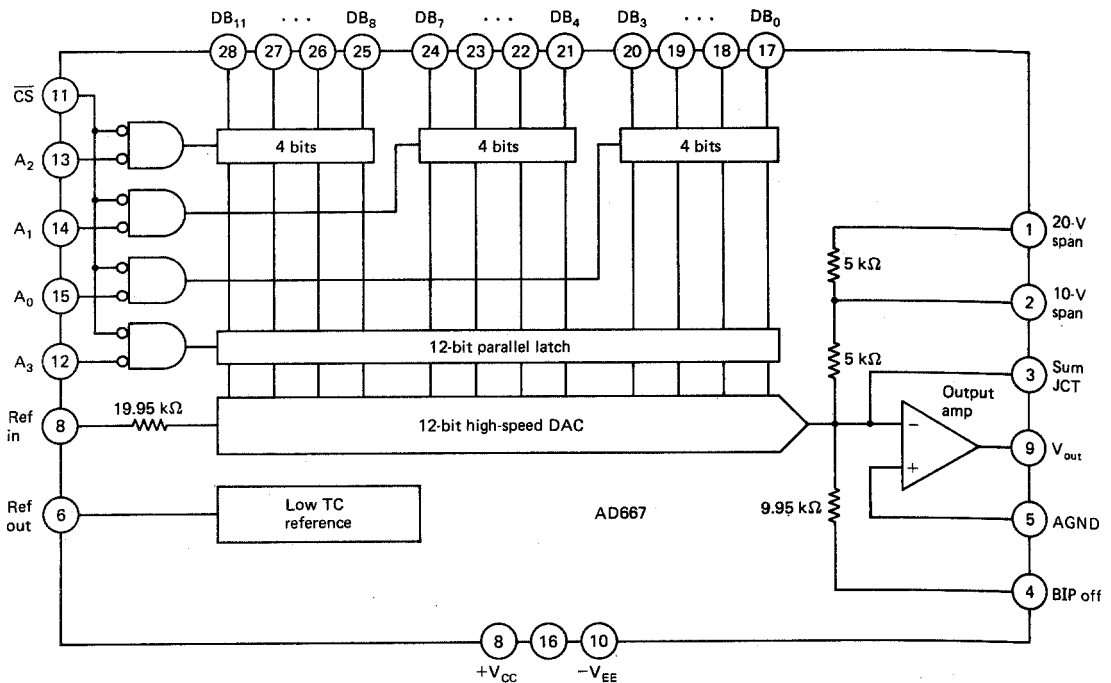 DB₁₁ · · · DB₈ DB₇ · · · DB₄ DB₃ · · · DB₀
28 27 26 25 24 23 22 21 20 19 18 17
C̅S̅ 11
4 bits 4 bits 4 bits
A₂ 13
A₁ 14
A₀ 15
A₃ 12
12-bit parallel latch
Ref in 8
19.95 kΩ
12-bit high-speed DAC
Ref out 6
Low TC
reference
AD667
5 kΩ
5 kΩ
9.95 kΩ
Output
amp
−
+
1 20-V
span
2 10-V
span
3 Sum
JCT
9 Vout
5 AGND
4 BIP off
8 16 10
+VCC −VEE